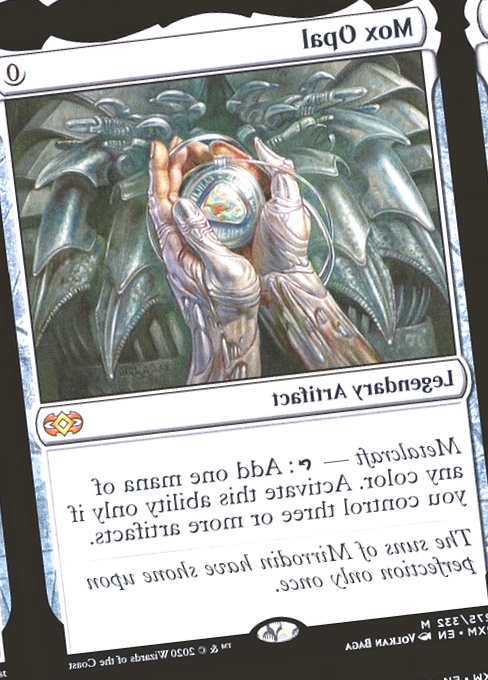 Mox Opal
0
Legendary Artifact
Metalcraft — : Add one mana of
any color. Activate this ability only if
you control three or more artifacts.
The suns of Mirrodin have shone upon
perfection only once.
275/332 M
2XM • EN VOLKAN BAGA
™ & © 2020 Wizards of the Coast